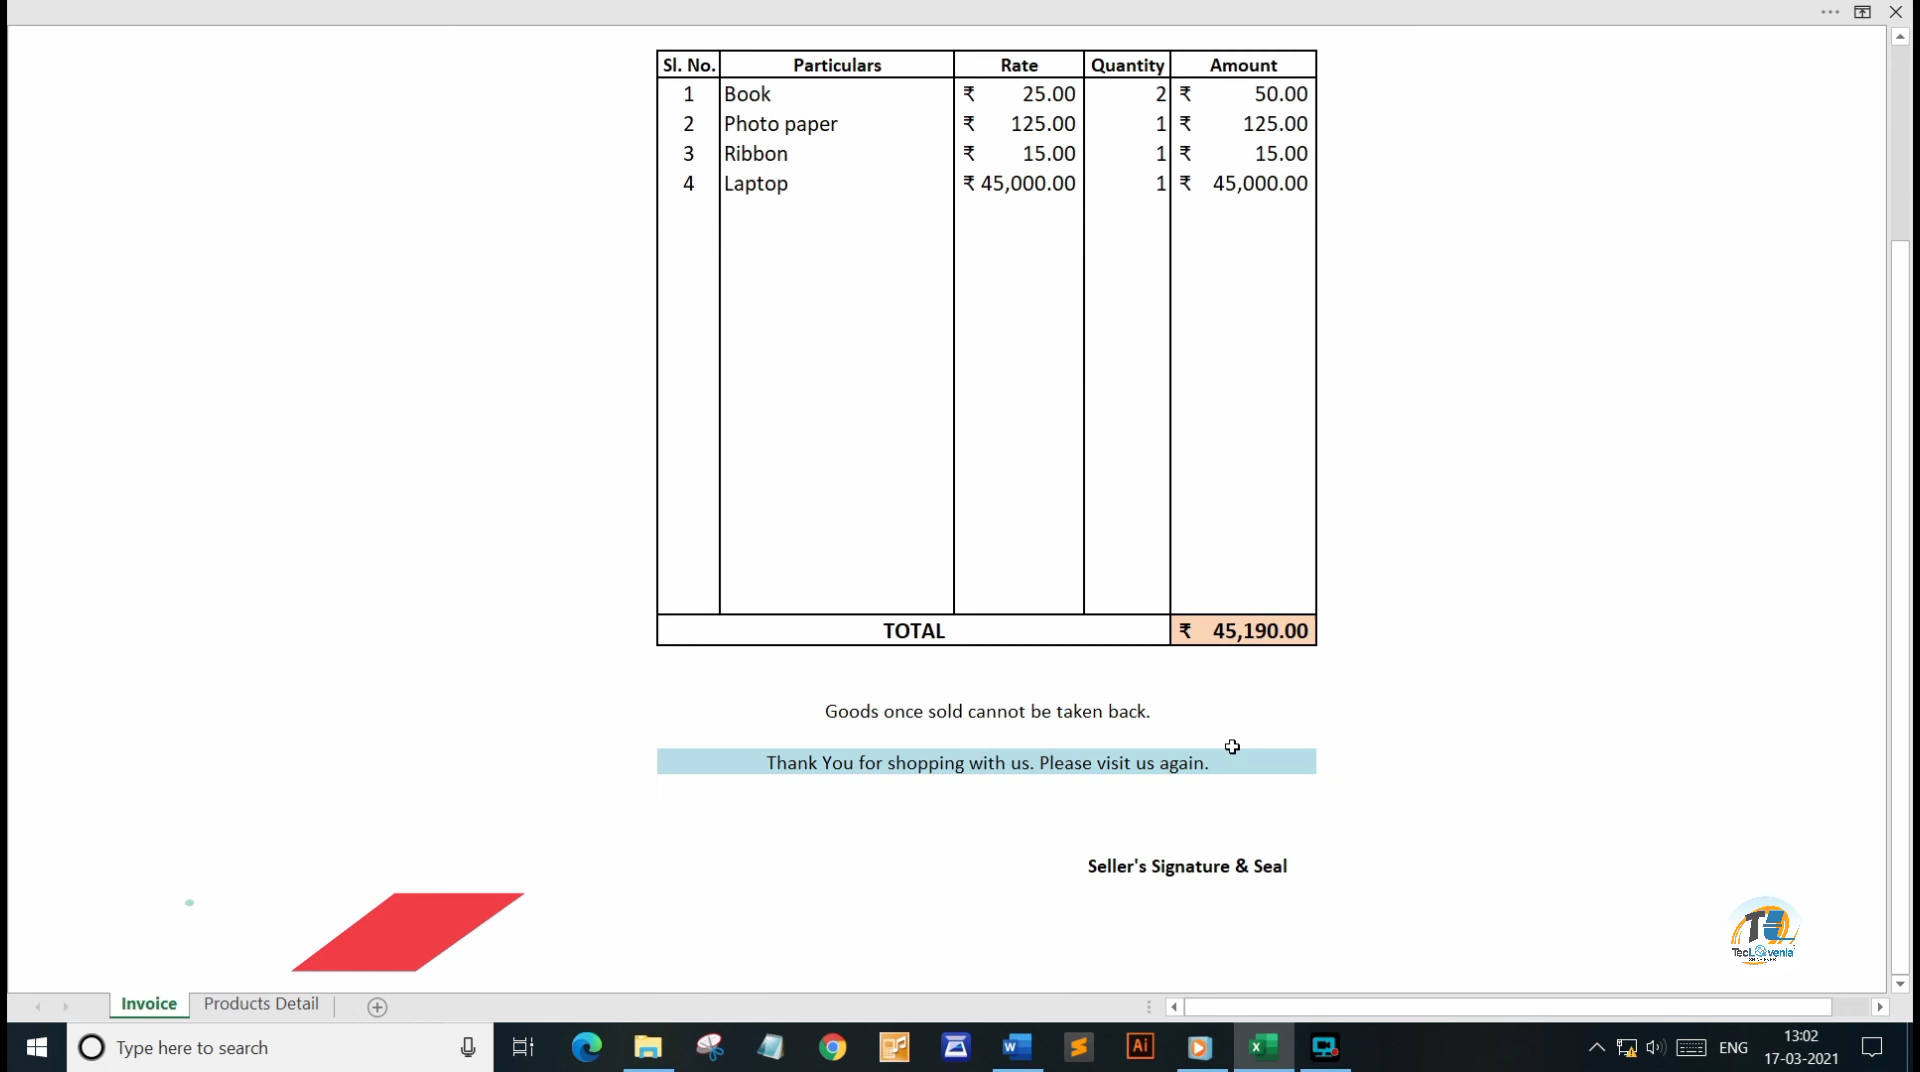 Sl. No. Particulars Rate Quantity Amount
1 Book ₹ 25.00 2 ₹ 50.00
2 Photo paper ₹ 125.00 1 ₹ 125.00
3 Ribbon ₹ 15.00 1 ₹ 15.00
4 Laptop ₹ 45,000.00 1 ₹ 45,000.00
TOTAL ₹ 45,190.00
Goods once sold cannot be taken back.
Thank You for shopping with us. Please visit us again.
Seller's Signature & Seal
TL
TecLovenia
Invoice Products Detail
Type here to search
W
Ai
X
ENG
13:02
17-03-2021